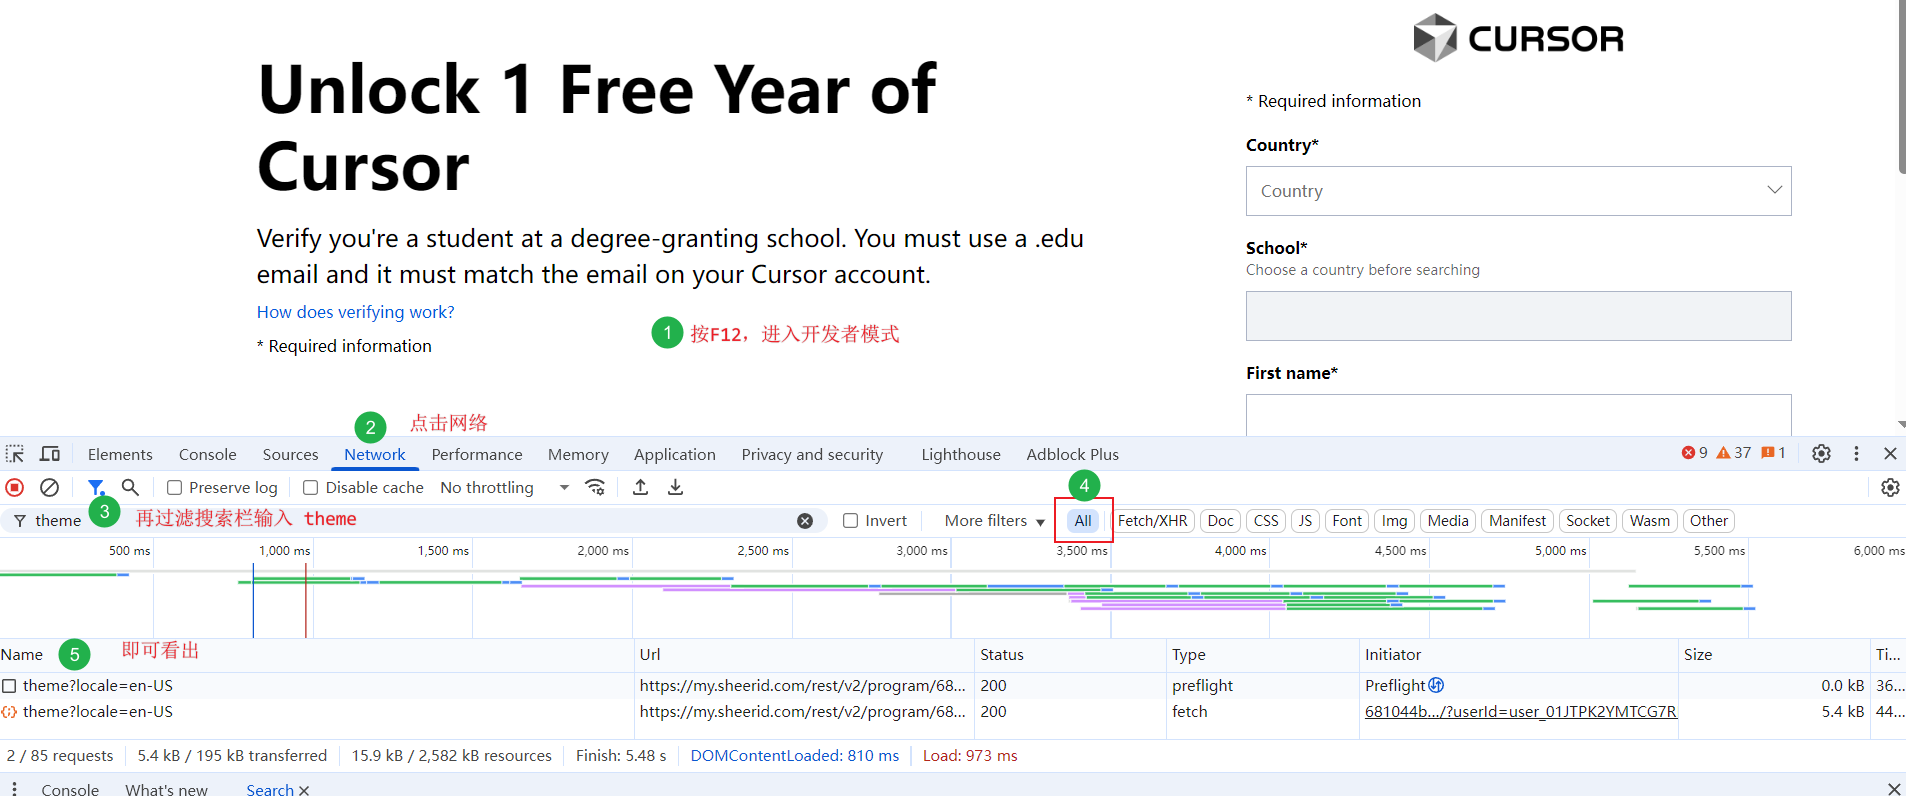 CURSOR
Unlock 1 Free Year of
Cursor
Verify you're a student at a degree-granting school. You must use a .edu
email and it must match the email on your Cursor account.
How does verifying work?
* Required information
* Required information
Country*
Country
School*
Choose a country before searching
First name*
1 按F12，进入开发者模式
2 点击网络
Elements Console Sources Network Performance Memory Application Privacy and security Lighthouse Adblock Plus 9 37 1
Preserve log Disable cache No throttling
4
theme 3 再过滤搜索栏输入 theme Invert More filters All Fetch/XHR Doc CSS JS Font Img Media Manifest Socket Wasm Other
500 ms 1,000 ms 1,500 ms 2,000 ms 2,500 ms 3,000 ms 3,500 ms 4,000 ms 4,500 ms 5,000 ms 5,500 ms 6,000 ms
Name 5 即可看出 Url Status Type Initiator Size Ti...
theme?locale=en-US https://my.sheerid.com/rest/v2/program/68... 200 preflight Preflight 0.0 kB 36...
theme?locale=en-US https://my.sheerid.com/rest/v2/program/68... 200 fetch 681044b.../?userId=user_01JTPK2YMTCG7R 5.4 kB 44...
2 / 85 requests 5.4 kB / 195 kB transferred 15.9 kB / 2,582 kB resources Finish: 5.48 s DOMContentLoaded: 810 ms Load: 973 ms
Console What's new Search